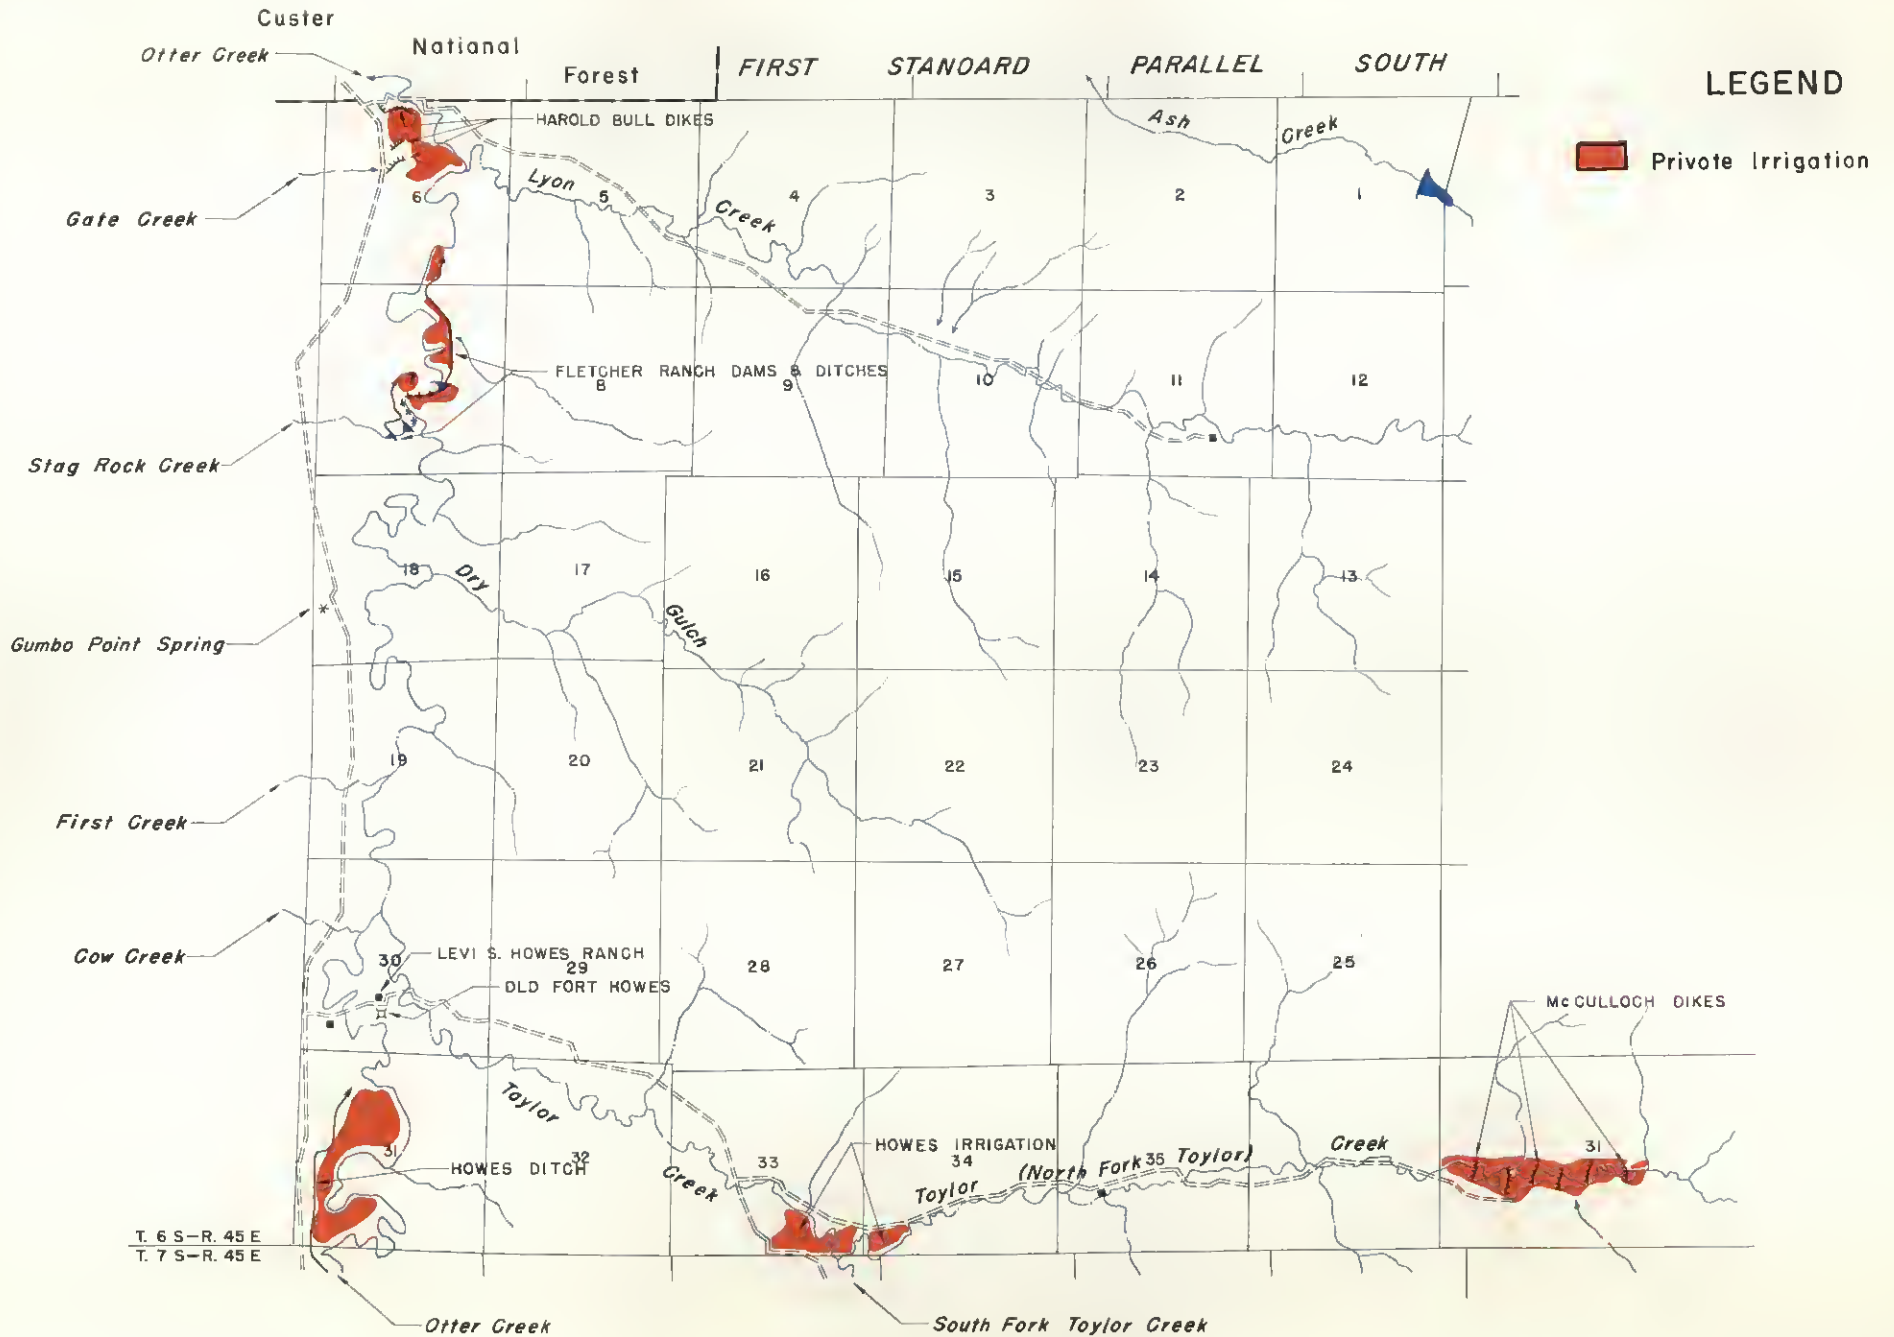 Custer
Otter Creek
National
Forest
FIRST STANDARD PARALLEL SOUTH
LEGEND
Private Irrigation
HAROLD BULL DIKES
Ash Creek
Gate Creek
Lyon Creek
6 5 4 3 2 1
FLETCHER RANCH DAMS & DITCHES
8 9 10 11 12
Stag Rock Creek
18 17 16 15 14 13
Dry Gulch
Gumbo Point Spring
19 20 21 22 23 24
First Creek
Cow Creek
LEVI S. HOWES RANCH
30 29 28 27 26 25
OLD FORT HOWES
McCULLOCH DIKES
Taylor Creek
HOWES IRRIGATION
31 32 33 34 35 31
HOWES DITCH
Taylor (North Fork Taylor) Creek
T. 6 S-R. 45 E
T. 7 S-R. 45 E
Otter Creek
South Fork Taylor Creek